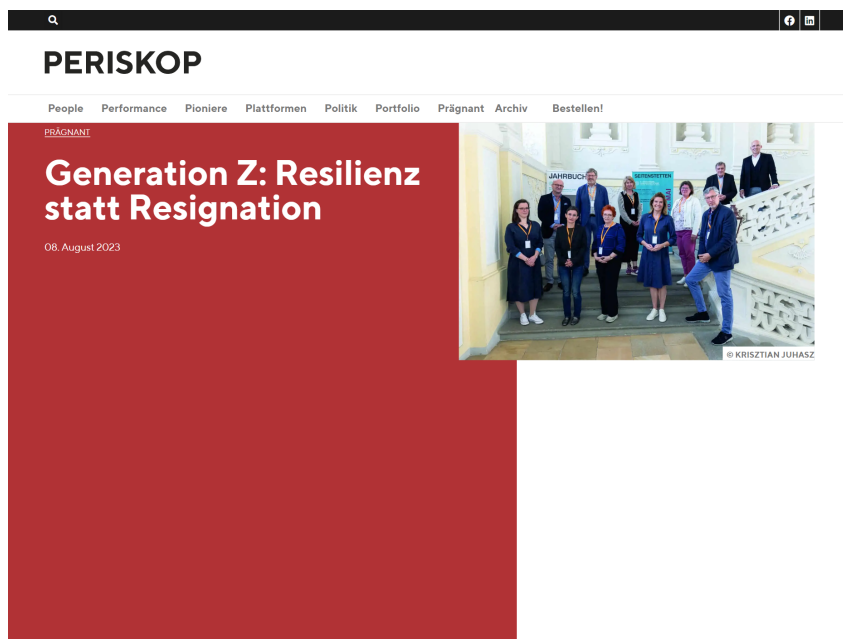 PERISKOP
People Performance Pioniere Plattformen Politik Portfolio Prägnant Archiv Bestellen!
PRÄGNANT
Generation Z: Resilienz
statt Resignation
08. August 2023
JAHRBUCH
SEITENSTETTEN
© KRISZTIAN JUHASZ